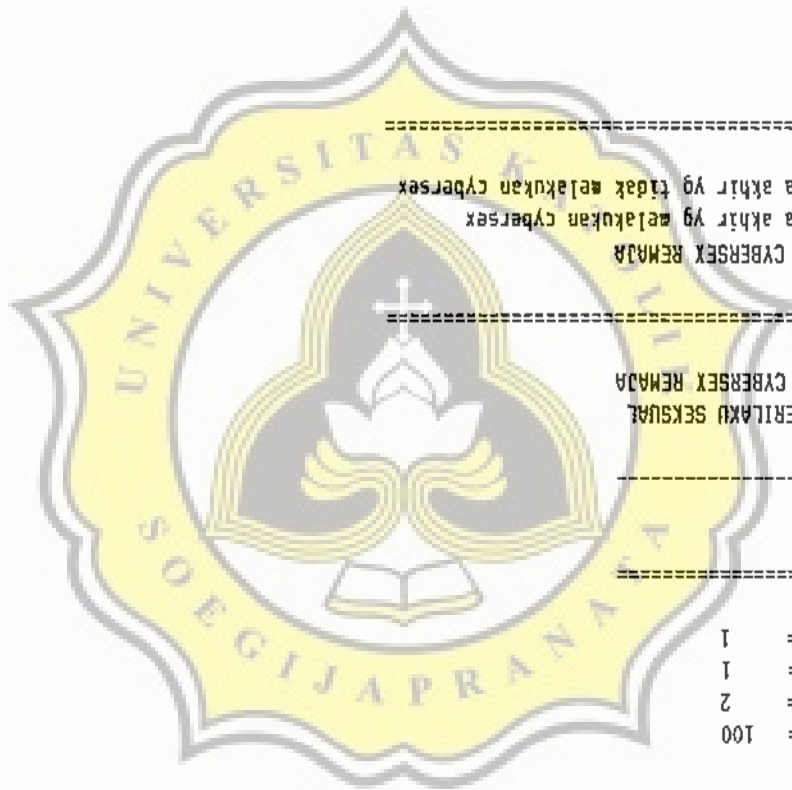 = 100
= 2
= 1
= 1
ERILAKU SEKSUAL
CYBERSEX REMAJA
CYBERSEX REMAJA
a akhir yg melakukan cybersex
a akhir yg tidak melakukan cybersex
UNIVERSITAS KATOLIK
SOEGIJAPRANATA